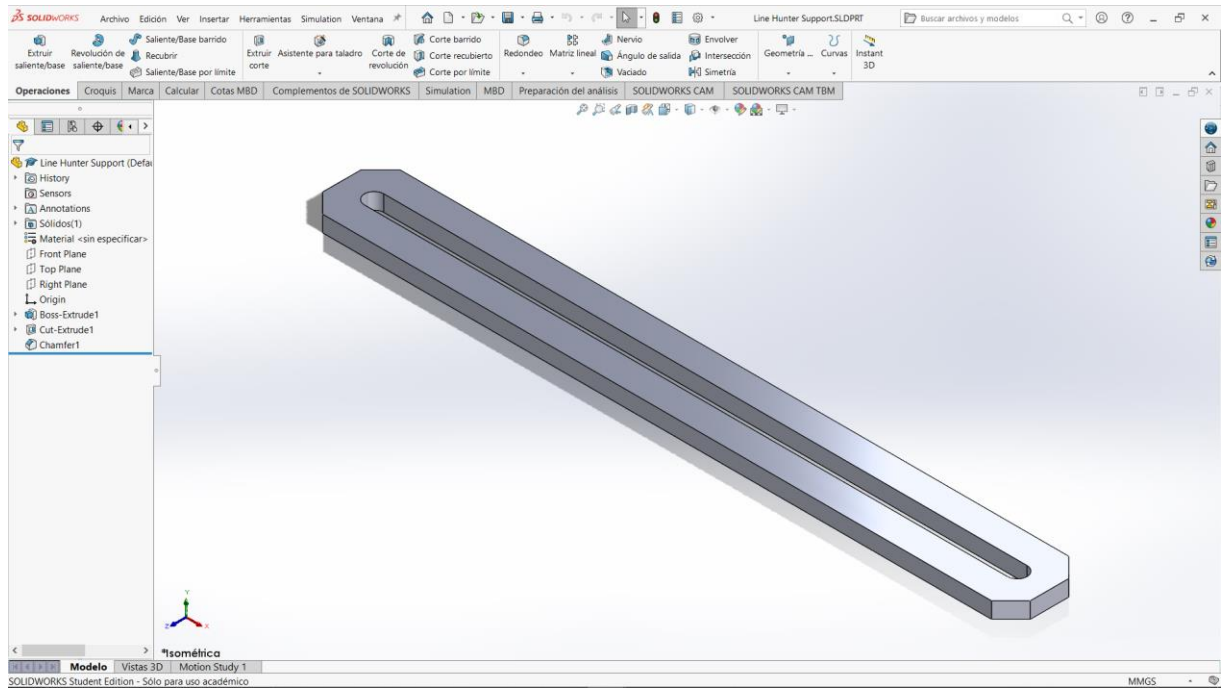 SOLIDWORKS Archivo Edición Ver Insertar Herramientas Simulation Ventana Line Hunter Support.SLDPRT Buscar archivos y modelos
Extruir saliente/base
Revolución de saliente/base
Saliente/Base barrido
Recubrir
Saliente/Base por límite
Extruir corte
Asistente para taladro
Corte de revolución
Corte barrido
Corte recubierto
Corte por límite
Redondeo
Matriz lineal
Nervio
Ángulo de salida
Vaciado
Envolver
Intersección
Simetría
Geometría ...
Curvas
Instant 3D
Operaciones Croquis Marca Calcular Cotas MBD Complementos de SOLIDWORKS Simulation MBD Preparación del análisis SOLIDWORKS CAM SOLIDWORKS CAM TBM
Line Hunter Support (Defau
History
Sensors
Annotations
Sólidos(1)
Material <sin especificar>
Front Plane
Top Plane
Right Plane
Origin
Boss-Extrude1
Cut-Extrude1
Chamfer1
Y
Z X
*Isométrica
Modelo Vistas 3D Motion Study 1
SOLIDWORKS Student Edition - Sólo para uso académico MMGS